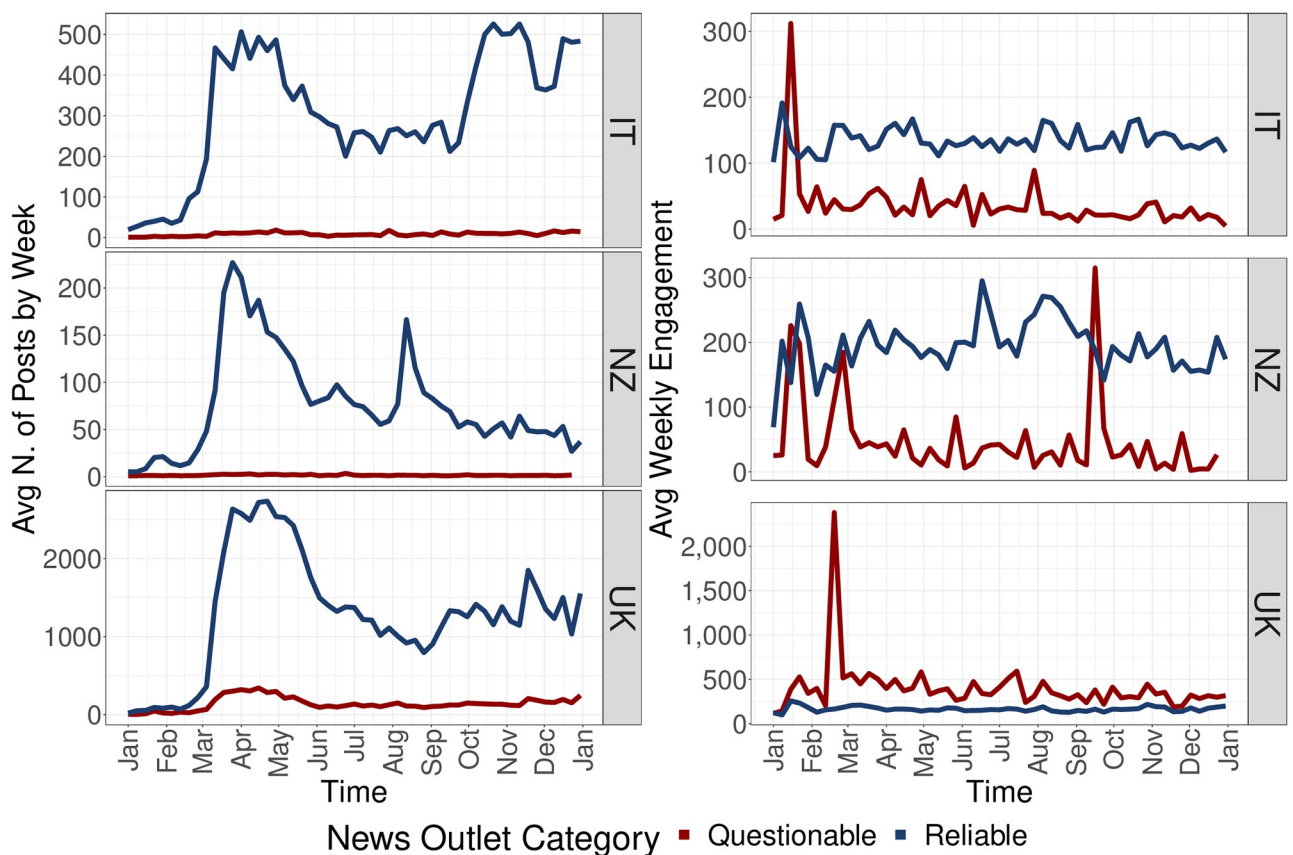 Avg N. of Posts by Week
500
400
300
200
100
0
IT
200
150
100
50
0
NZ
2000
1000
0
UK
Jan
Feb
Mar
Apr
May
Jun
Jul
Aug
Sep
Oct
Nov
Dec
Jan
Time
Avg Weekly Engagement
300
200
100
0
IT
300
200
100
0
NZ
2,000
1,500
1,000
500
0
UK
Jan
Feb
Mar
Apr
May
Jun
Jul
Aug
Sep
Oct
Nov
Dec
Jan
Time
News Outlet Category Questionable Reliable